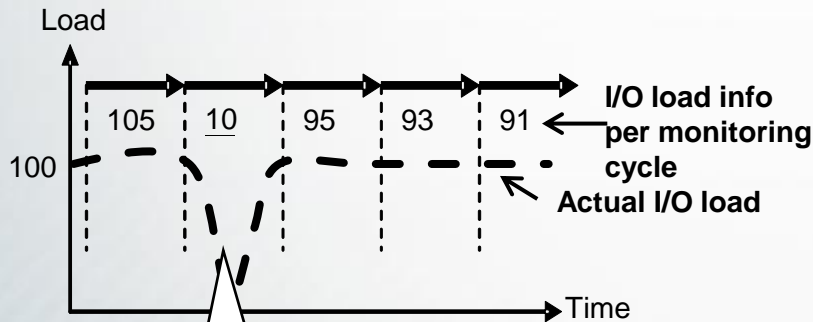 Load
105 10 95 93 91
I/O load info
per monitoring
cycle
100
Actual I/O load
Time